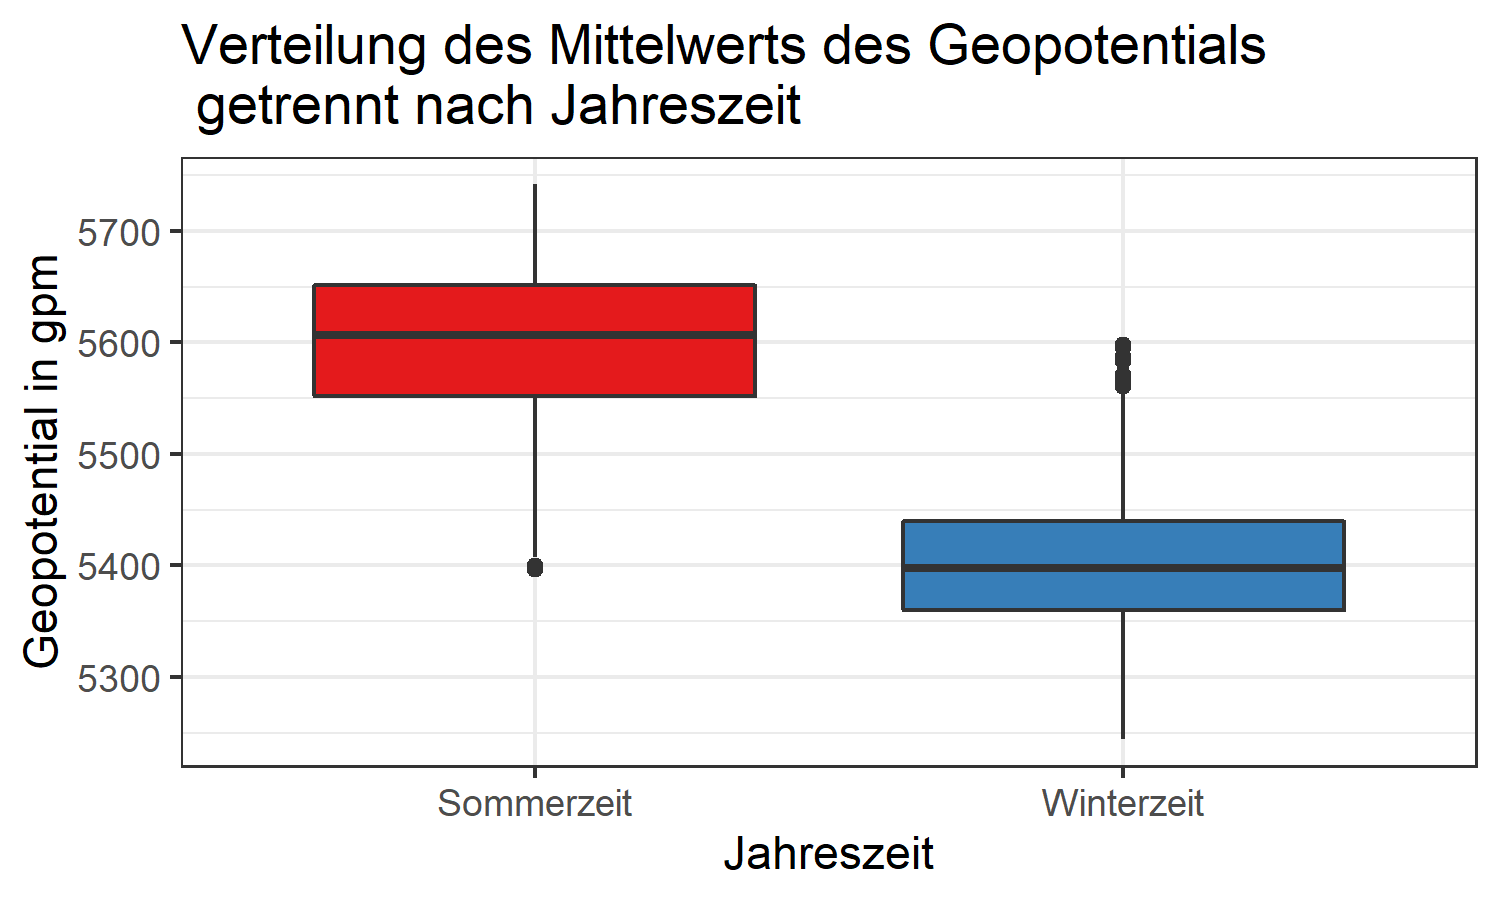 Verteilung des Mittelwerts des Geopotentials
getrennt nach Jahreszeit
Geopotential in gpm
5700
5600
5500
5400
5300
Sommerzeit
Winterzeit
Jahreszeit